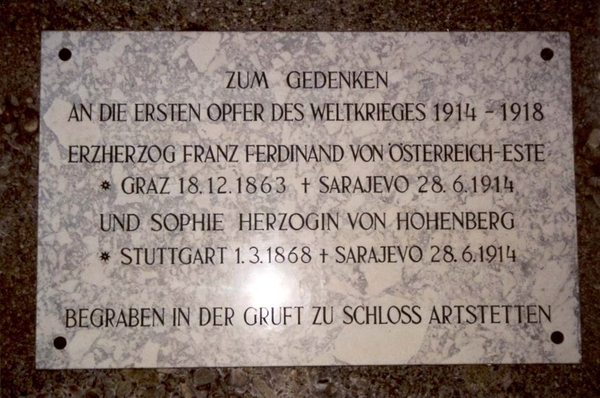 ZUM GEDENKEN
AN DIE ERSTEN OPFER DES WELTKRIEGES 1914 - 1918
ERZHERZOG FRANZ FERDINAND VON ÖSTERREICH-ESTE
* GRAZ 18.12.1863 † SARAJEVO 28.6.1914
UND SOPHIE HERZOGIN VON HOHENBERG
* STUTTGART 1.3.1868 † SARAJEVO 28.6.1914
BEGRABEN IN DER GRUFT ZU SCHLOSS ARTSTETTEN